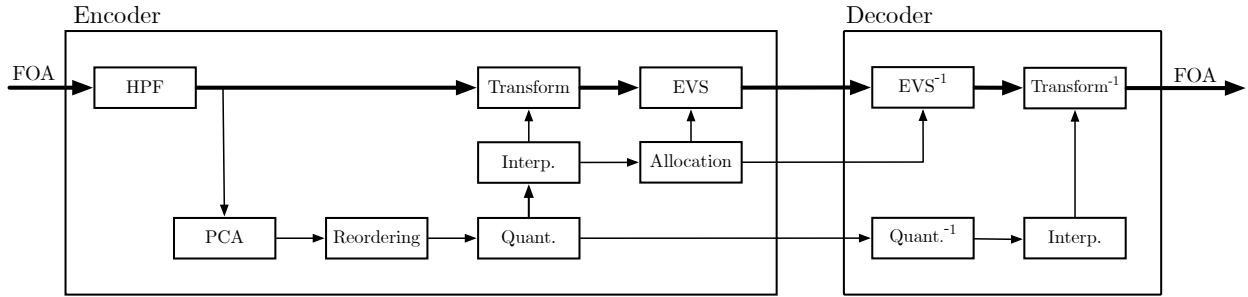 Encoder
Decoder
FOA
HPF
Transform
EVS
EVS-1
Transform-1
FOA
Interp.
Allocation
PCA
Reordering
Quant.
Quant.-1
Interp.